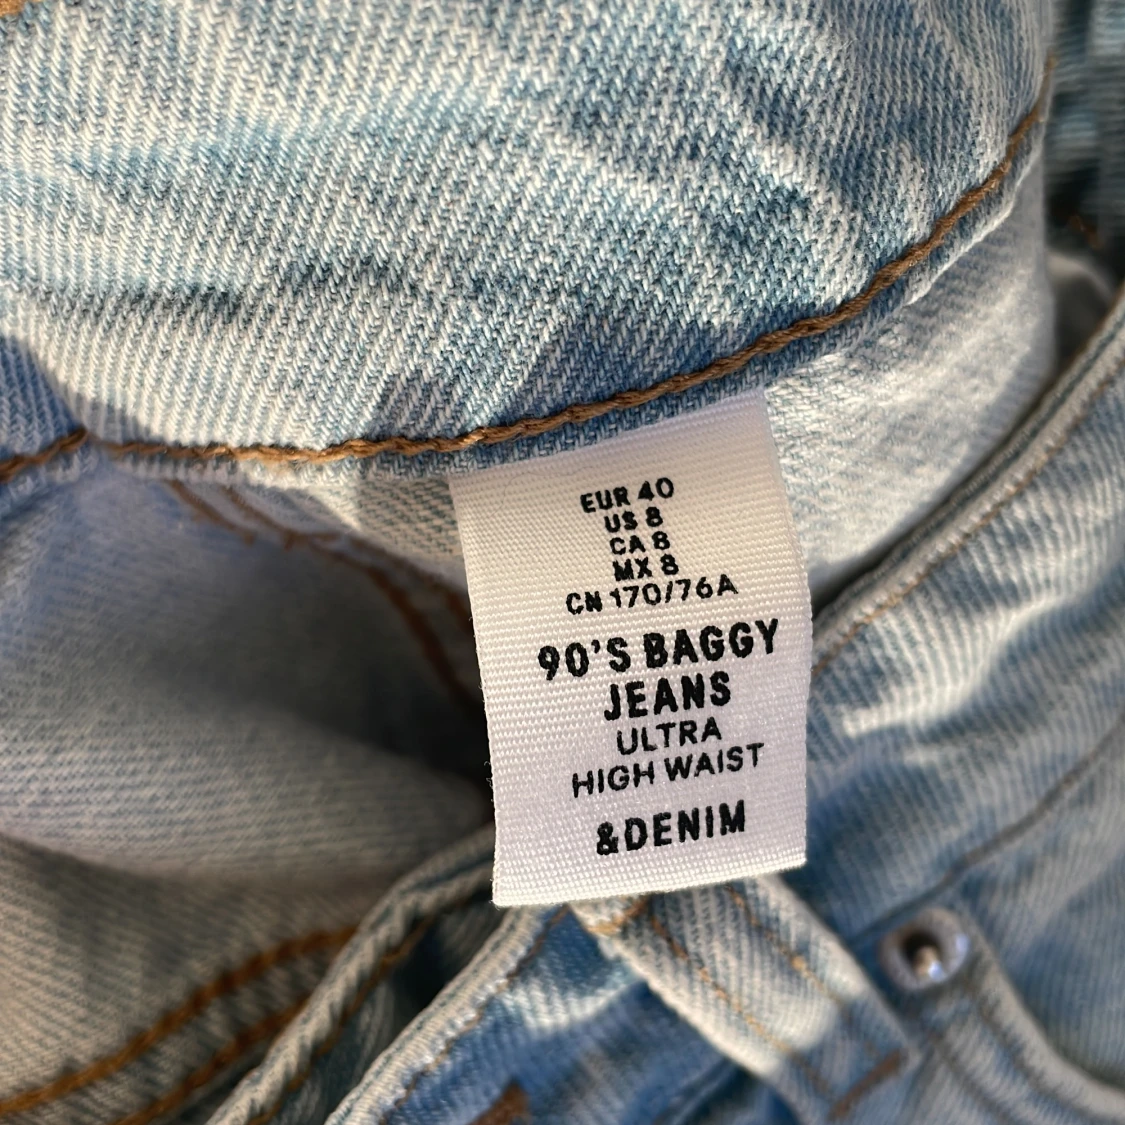 EUR 40
US 8
CA 8
MX 8
CN 170/76A
90'S BAGGY
JEANS
ULTRA
HIGH WAIST
&DENIM